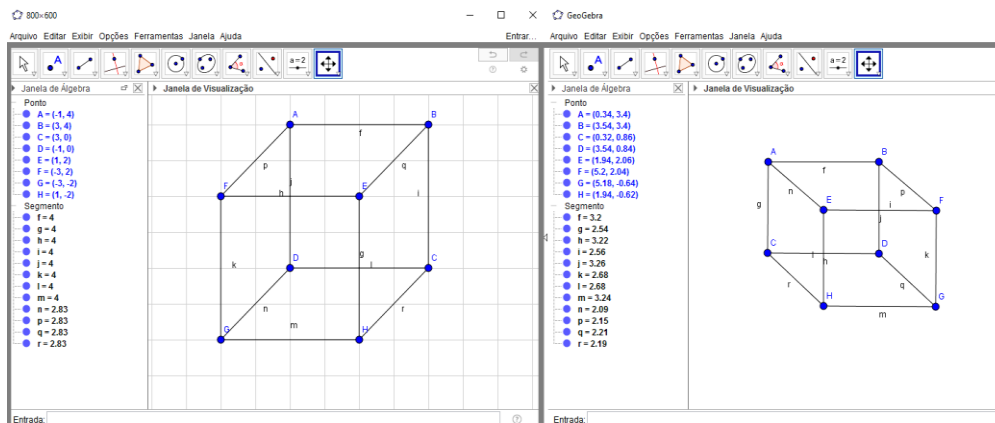 800×600
Arquivo Editar Exibir Opções Ferramentas Janela Ajuda
Entrar...
A
a=2
Janela de Álgebra
Janela de Visualização
Ponto
A = (-1, 4)
B = (3, 4)
C = (3, 0)
D = (-1, 0)
E = (1, 2)
F = (-3, 2)
G = (-3, -2)
H = (1, -2)
Segmento
f = 4
g = 4
h = 4
i = 4
j = 4
k = 4
l = 4
m = 4
n = 2.83
p = 2.83
q = 2.83
r = 2.83
A
B
f
p
q
j
F
h
E
i
g
k
D
l
C
n
r
m
G
H
Entrada:
GeoGebra
Arquivo Editar Exibir Opções Ferramentas Janela Ajuda
A
a=2
Janela de Álgebra
Janela de Visualização
Ponto
A = (0.34, 3.4)
B = (3.54, 3.4)
C = (0.32, 0.86)
D = (3.54, 0.84)
E = (1.94, 2.06)
F = (5.2, 2.04)
G = (5.18, -0.64)
H = (1.94, -0.62)
Segmento
f = 3.2
g = 2.54
h = 3.22
i = 2.56
j = 3.26
k = 2.68
l = 2.68
m = 3.24
n = 2.09
p = 2.15
q = 2.21
r = 2.19
A
B
f
n
p
g
E
i
F
j
C
l
h
D
k
r
q
H
G
m
Entrada: